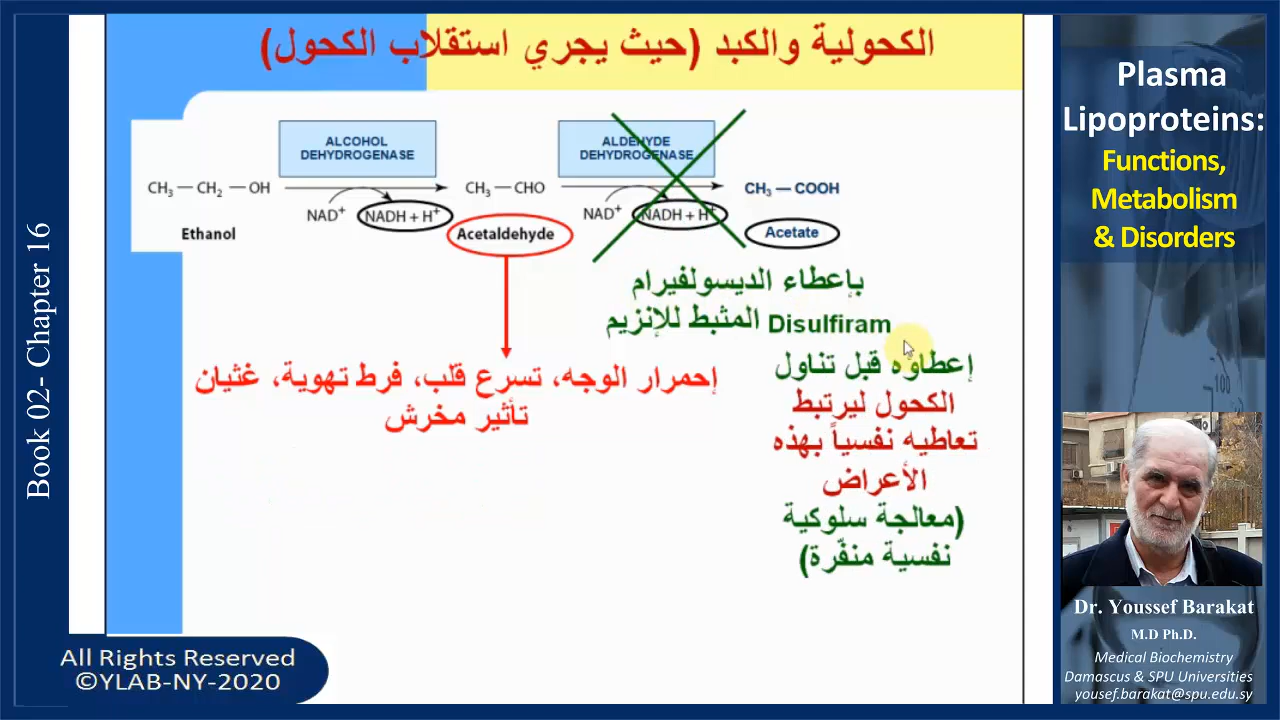 الكحولية والكبد (حيث يجري استقلاب الكحول)
ALCOHOL
DEHYDROGENASE
ALDEHYDE
DEHYDROGENASE
CH₃ — CH₂ — OH
CH₃ — CHO
CH₃ — COOH
NAD⁺
NADH + H⁺
NAD⁺
NADH + H⁺
Ethanol
Acetaldehyde
Acetate
بإعطاء الديسولفيرام
Disulfiram المثبط للإنزيم
إحمرار الوجه، تسرع قلب، فرط تهوية، غثيان
تأثير مخرش
إعطاؤه قبل تناول
الكحول ليرتبط
تعاطيه نفسياً بهذه
الأعراض
(معالجة سلوكية
نفسية منفّرة)
Book 02- Chapter 16
All Rights Reserved
©YLAB-NY-2020
Plasma
Lipoproteins:
Functions,
Metabolism
& Disorders
100
Dr. Youssef Barakat
M.D Ph.D.
Medical Biochemistry
Damascus & SPU Universities
yousef.barakat@spu.edu.sy